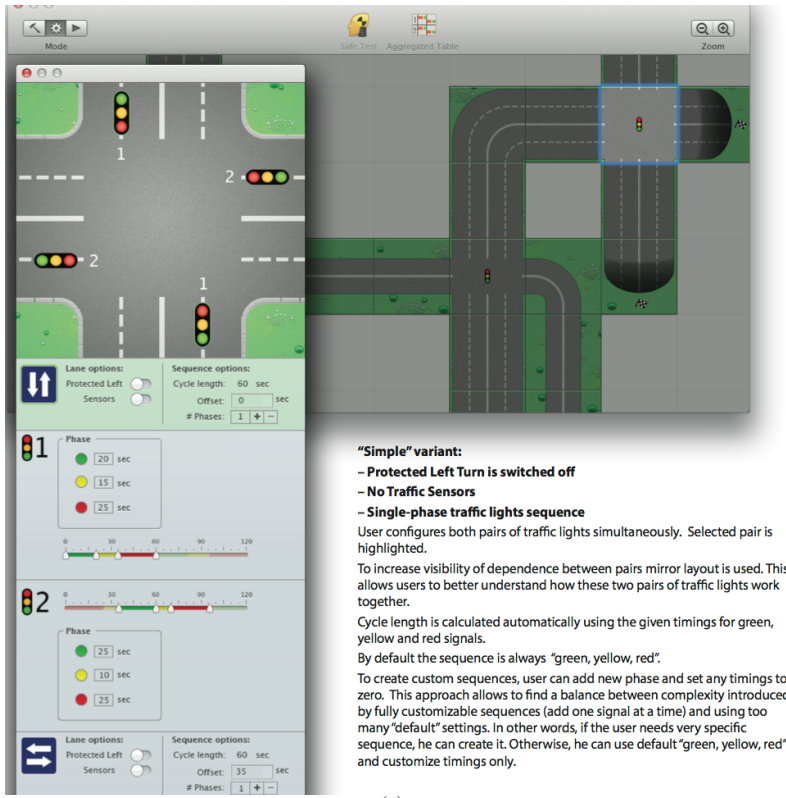 Mode
Safe Test
Aggregated Table
Zoom
1
2
2
1
Lane options:
Protected Left
Sensors
Sequence options:
Cycle length: 60 sec
Offset: 0 sec
# Phases: 1 + −
1
Phase
20 sec
15 sec
25 sec
0 30 60 90 120
2
0 30 60 90 120
Phase
25 sec
10 sec
25 sec
Lane options:
Protected Left
Sensors
Sequence options:
Cycle length: 60 sec
Offset: 35 sec
# Phases: 1 + −
“Simple” variant:
– Protected Left Turn is switched off
– No Traffic Sensors
– Single-phase traffic lights sequence
User configures both pairs of traffic lights simultaneously. Selected pair is
highlighted.
To increase visibility of dependence between pairs mirror layout is used. This
allows users to better understand how these two pairs of traffic lights work
together.
Cycle length is calculated automatically using the given timings for green,
yellow and red signals.
By default the sequence is always “green, yellow, red”.
To create custom sequences, user can add new phase and set any timings to
zero. This approach allows to find a balance between complexity introduced
by fully customizable sequences (add one signal at a time) and using too
many “default” settings. In other words, if the user needs very specific
sequence, he can create it. Otherwise, he can use default “green, yellow, red”
and customize timings only.